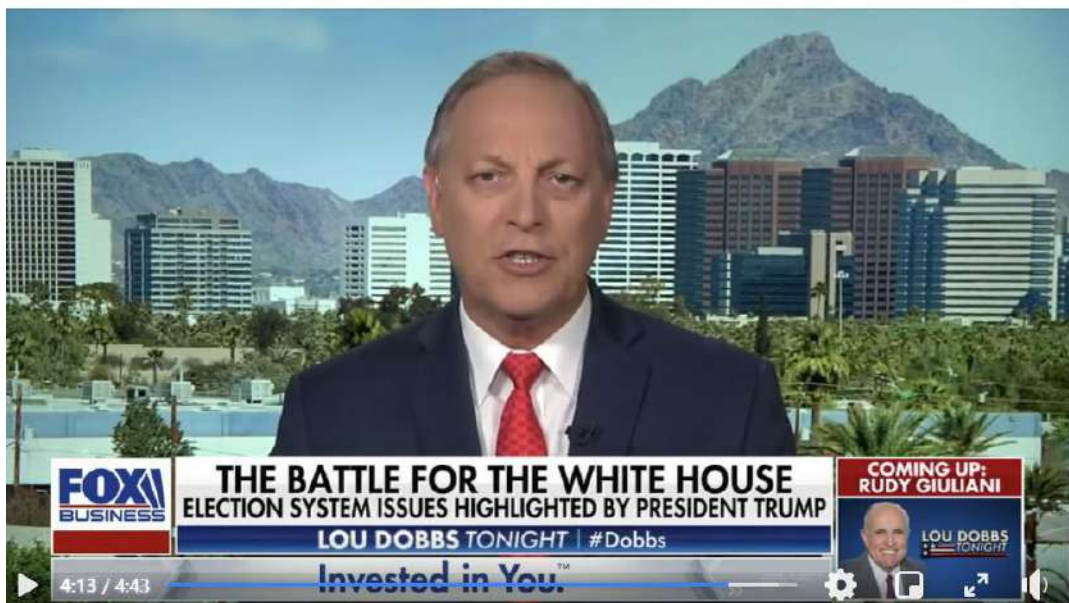 FOX
BUSINESS
THE BATTLE FOR THE WHITE HOUSE
ELECTION SYSTEM ISSUES HIGHLIGHTED BY PRESIDENT TRUMP
LOU DOBBS TONIGHT | #Dobbs
COMING UP:
RUDY GIULIANI
LOU DOBBS
TONIGHT
Invested in You.™
4:13 / 4:43